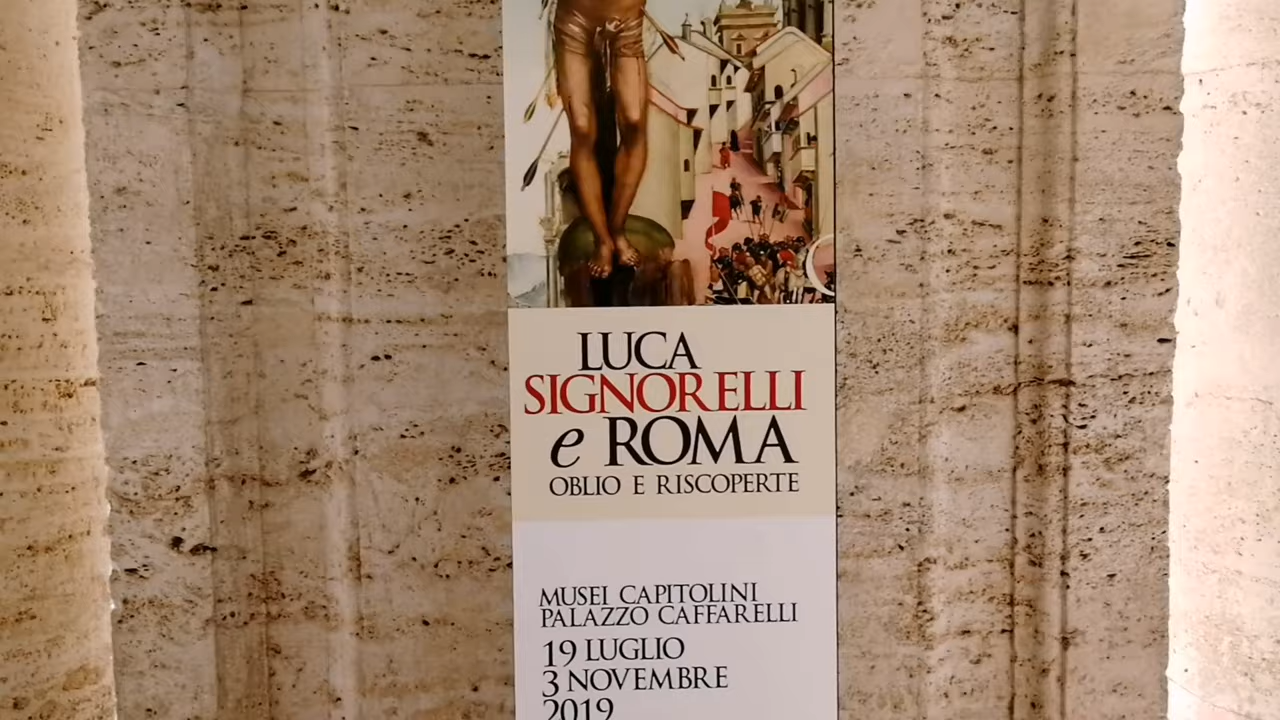 LUCA
SIGNORELLI
e ROMA
OBLIO E RISCOPERTE
MUSEI CAPITOLINI
PALAZZO CAFFARELLI
19 LUGLIO
3 NOVEMBRE
2019